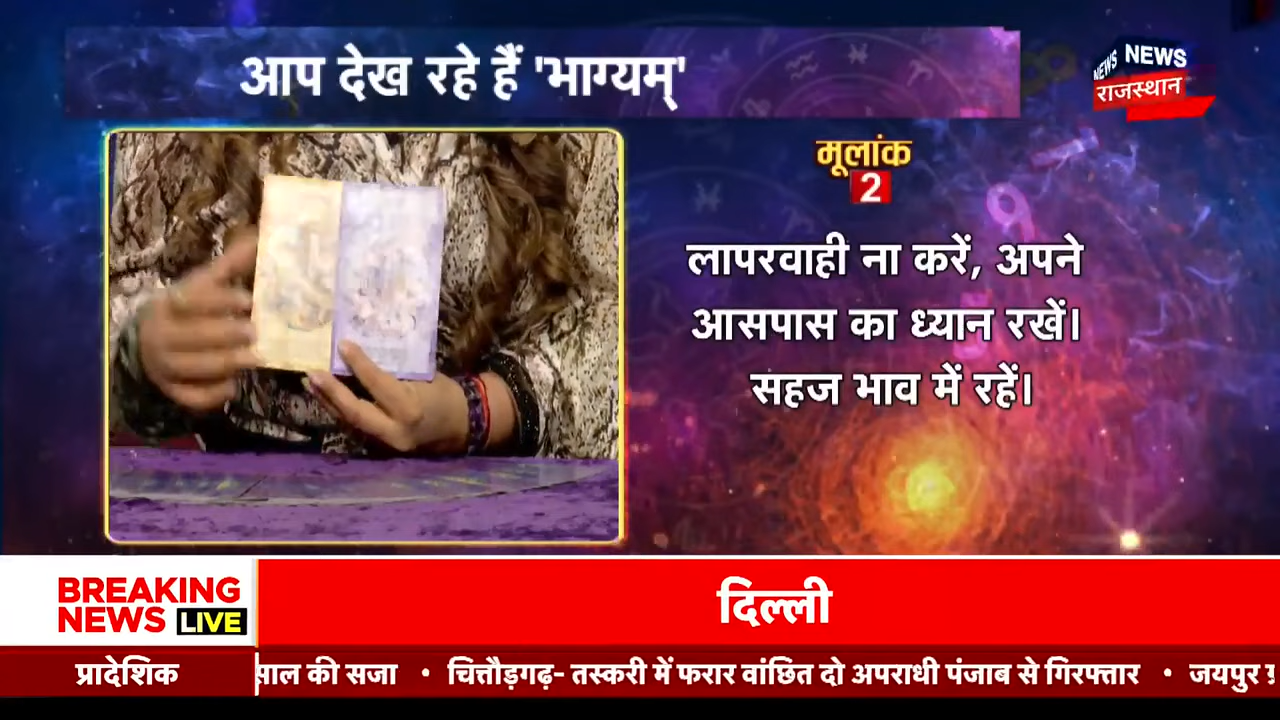 आप देख रहे हैं 'भाग्यम्'
NEWS NEWS
राजस्थान
मूलांक
2
लापरवाही ना करें, अपने
आसपास का ध्यान रखें।
सहज भाव में रहें।
BREAKING
NEWS LIVE
दिल्ली
प्रादेशिक
साल की सजा • चित्तौड़गढ़- तस्करी में फरार वांछित दो अपराधी पंजाब से गिरफ्तार • जयपुर